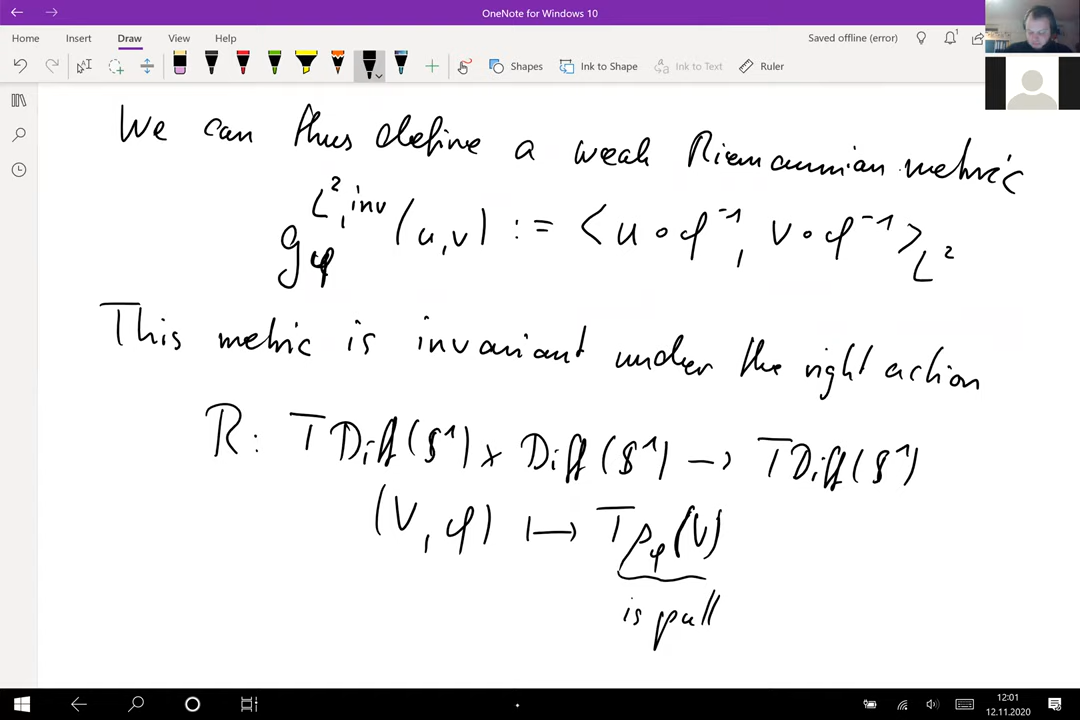 OneNote for Windows 10
Home Insert Draw View Help
Saved offline (error)
Shapes Ink to Shape Ink to Text Ruler
We can thus define a weak Riemannian metric
g_φ^{L², inv} (u,v) := <u∘φ⁻¹, v∘φ⁻¹>_{L²}
This metric is invariant under the right action
R: T Diff(S¹) × Diff(S¹) → T Diff(S¹)
(V, φ) ↦ Tρ_φ(V)
is pull
12:01
12.11.2020